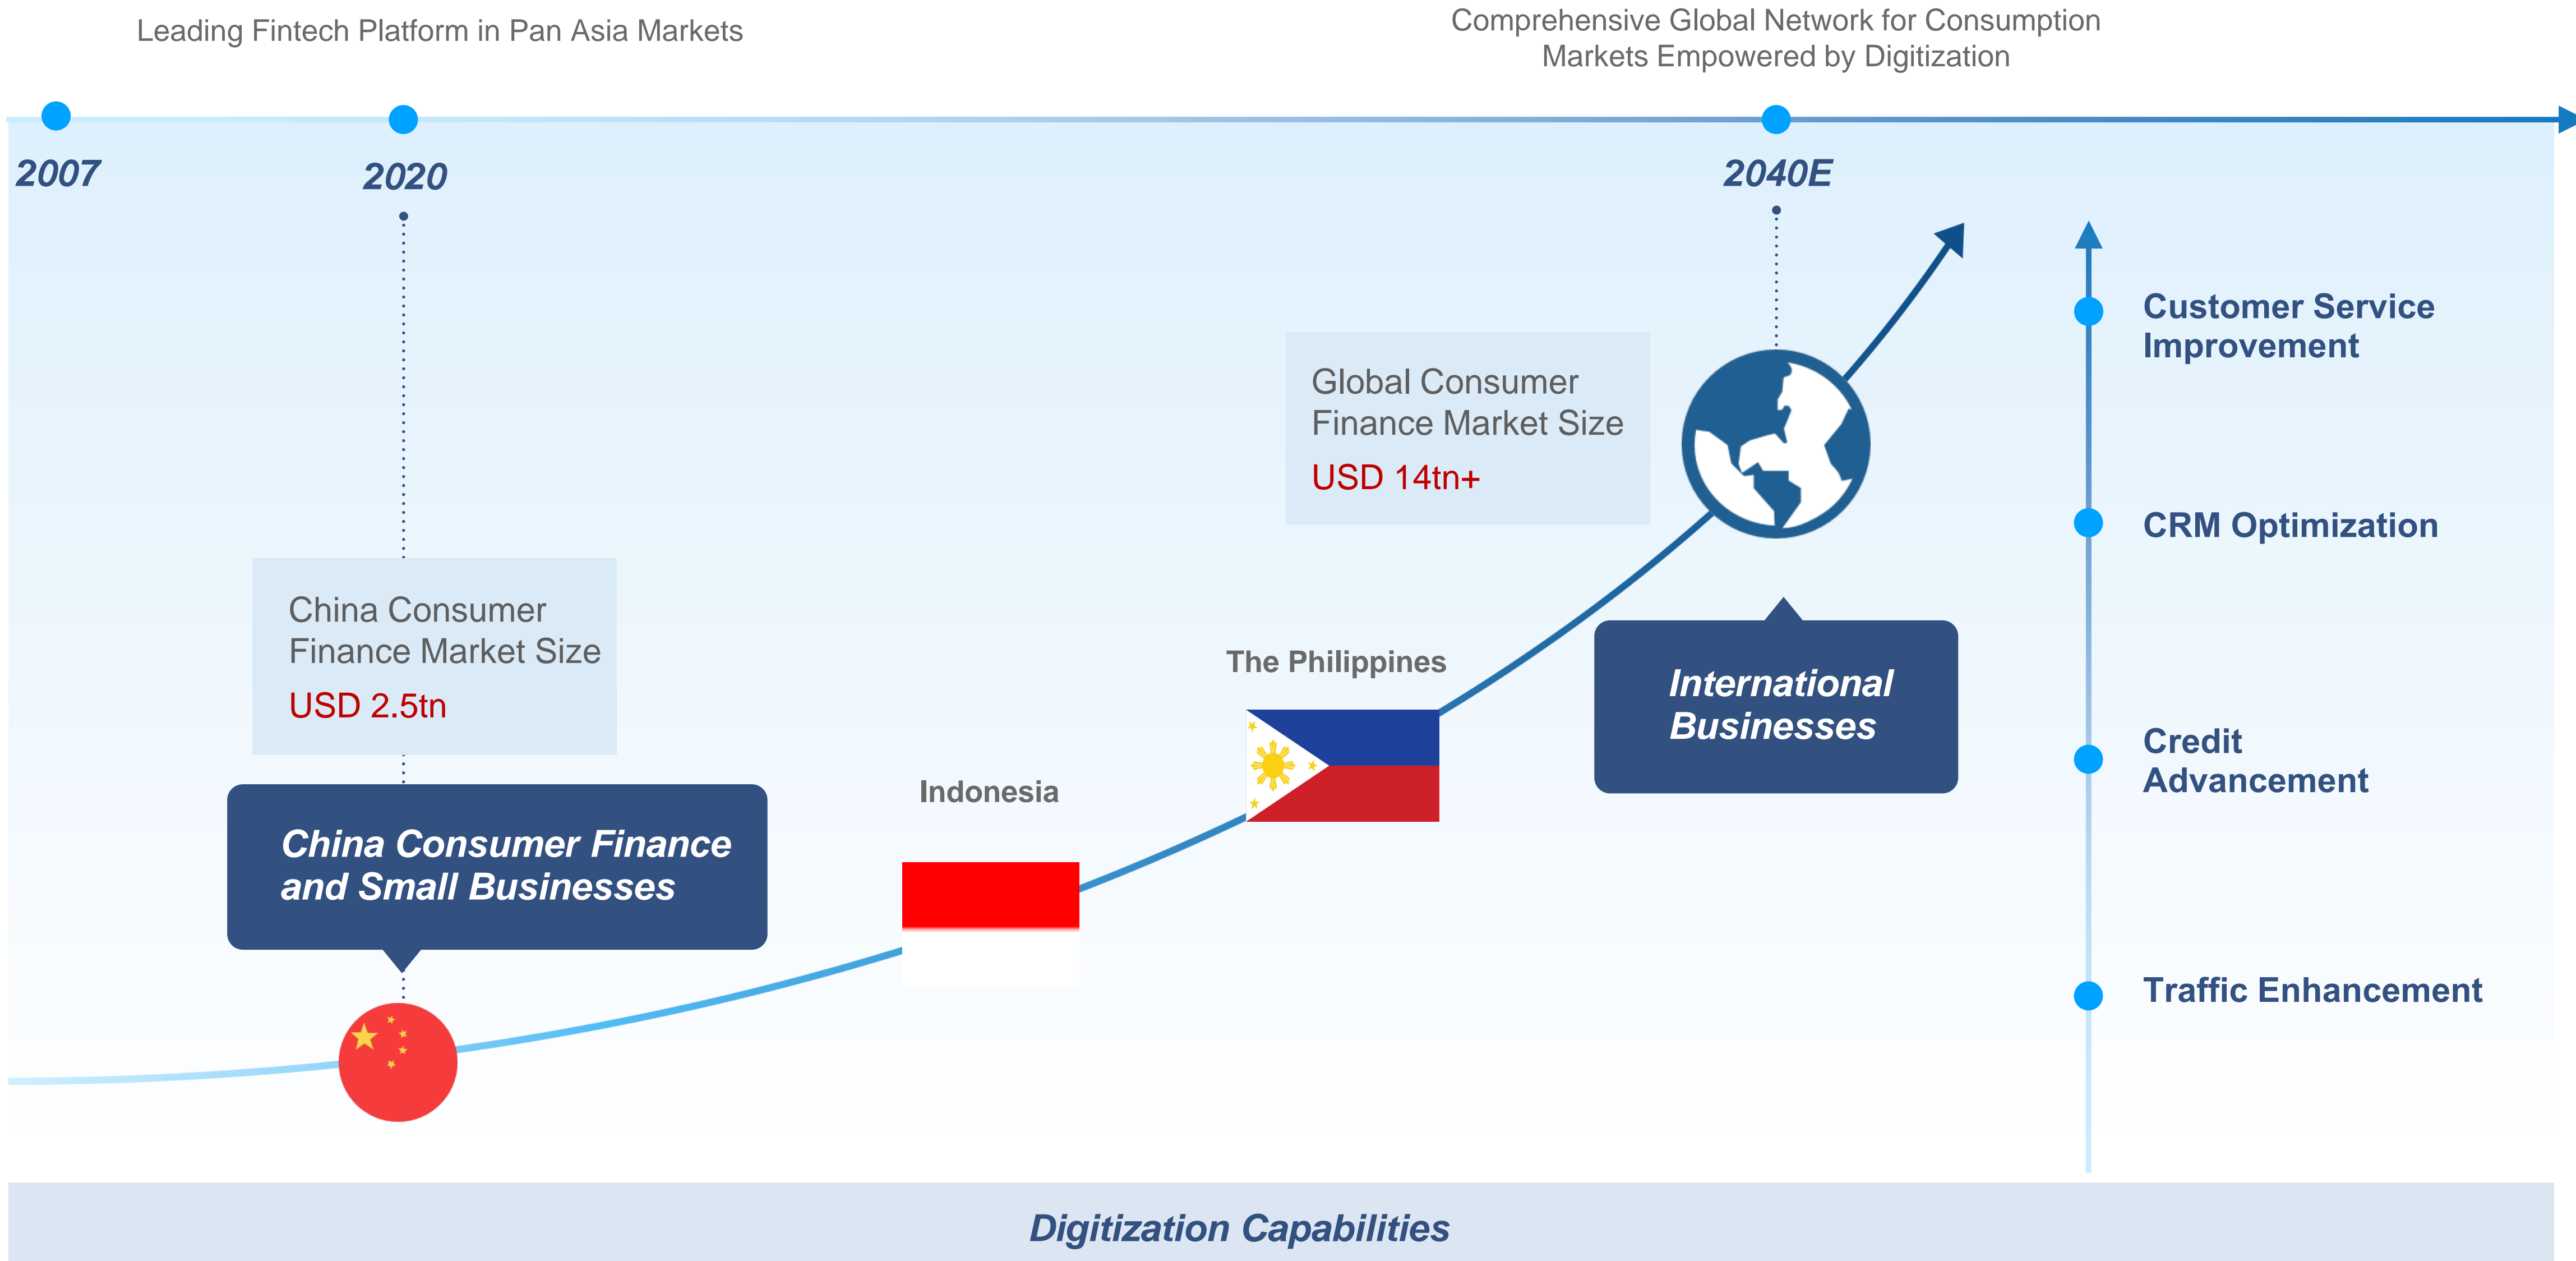 Leading Fintech Platform in Pan Asia Markets
Comprehensive Global Network for Consumption
Markets Empowered by Digitization
2007
2020
2040E
Global Consumer
Finance Market Size
USD 14tn+
China Consumer
Finance Market Size
USD 2.5tn
China Consumer Finance
and Small Businesses
Indonesia
The Philippines
International
Businesses
Customer Service
Improvement
CRM Optimization
Credit
Advancement
Traffic Enhancement
Digitization Capabilities